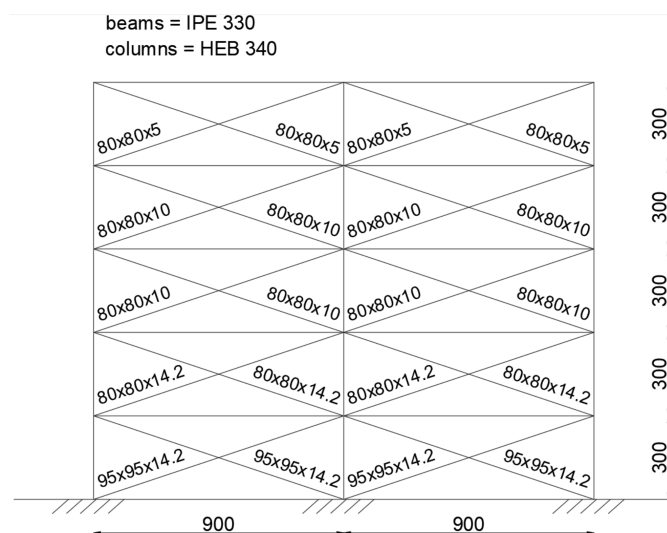 beams = IPE 330
columns = HEB 340
80x80x5 80x80x5 80x80x5 80x80x5
300
80x80x10 80x80x10 80x80x10 80x80x10
300
80x80x10 80x80x10 80x80x10 80x80x10
300
80x80x14.2 80x80x14.2 80x80x14.2 80x80x14.2
300
95x95x14.2 95x95x14.2 95x95x14.2 95x95x14.2
300
900 900